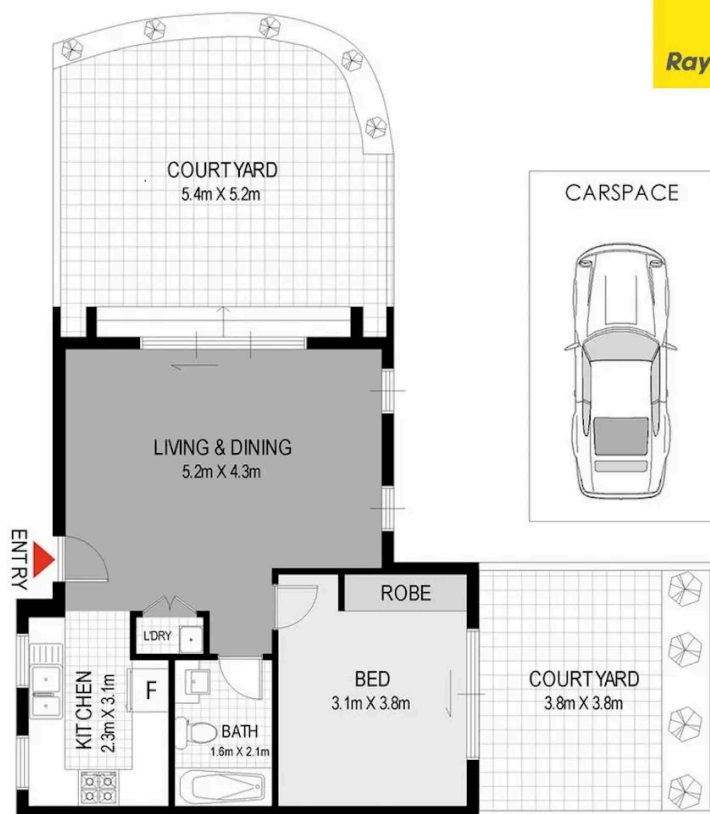 Ray
COURTYARD
5.4m X 5.2m
CARSPACE
LIVING & DINING
5.2m X 4.3m
ENTRY
ROBE
L'DRY
BED
3.1m X 3.8m
COURTYARD
3.8m X 3.8m
KITCHEN
2.3m X 3.1m
F
BATH
1.6m X 2.1m